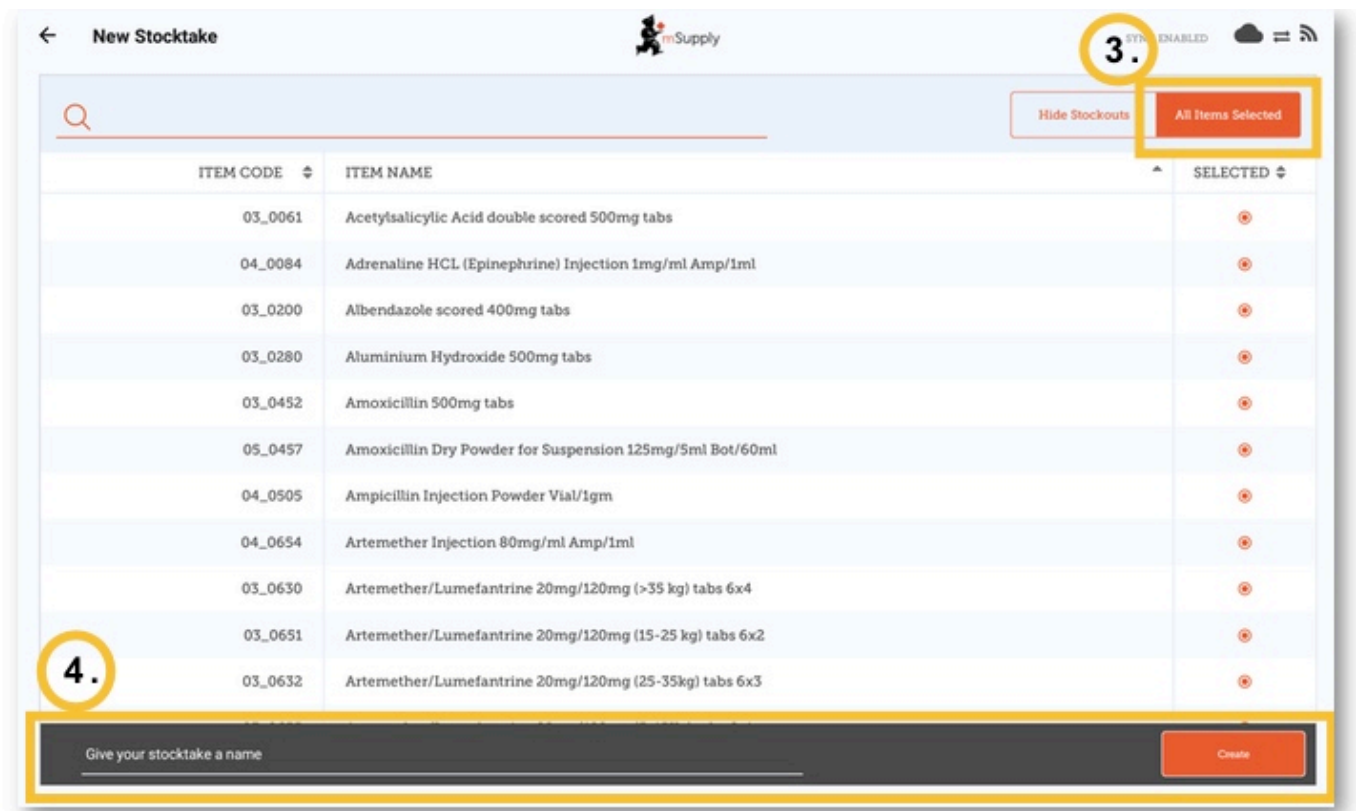 New Stocktake
mSupply
3.
ENABLED
Hide Stockouts
All Items Selected
ITEM CODE ITEM NAME SELECTED
03_0061 Acetylsalicylic Acid double scored 500mg tabs
04_0084 Adrenaline HCL (Epinephrine) Injection 1mg/ml Amp/1ml
03_0200 Albendazole scored 400mg tabs
03_0280 Aluminium Hydroxide 500mg tabs
03_0452 Amoxicillin 500mg tabs
05_0457 Amoxicillin Dry Powder for Suspension 125mg/5ml Bot/60ml
04_0505 Ampicillin Injection Powder Vial/1gm
04_0654 Artemether Injection 80mg/ml Amp/1ml
03_0630 Artemether/Lumefantrine 20mg/120mg (>35 kg) tabs 6x4
03_0651 Artemether/Lumefantrine 20mg/120mg (15-25 kg) tabs 6x2
4.
03_0632 Artemether/Lumefantrine 20mg/120mg (25-35kg) tabs 6x3
Give your stocktake a name
Create